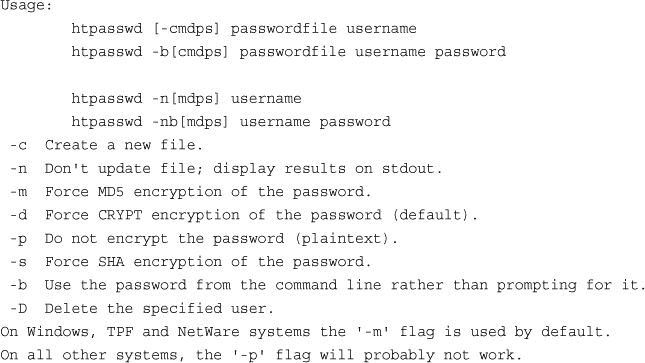 Usage:
htpasswd [-cmdps] passwordfile username
htpasswd -b[cmdps] passwordfile username password
htpasswd -n[mdps] username
htpasswd -nb[mdps] username password
-c Create a new file.
-n Don't update file; display results on stdout.
-m Force MD5 encryption of the password.
-d Force CRYPT encryption of the password (default).
-p Do not encrypt the password (plaintext).
-s Force SHA encryption of the password.
-b Use the password from the command line rather than prompting for it.
-D Delete the specified user.
On Windows, TPF and NetWare systems the '-m' flag is used by default.
On all other systems, the '-p' flag will probably not work.